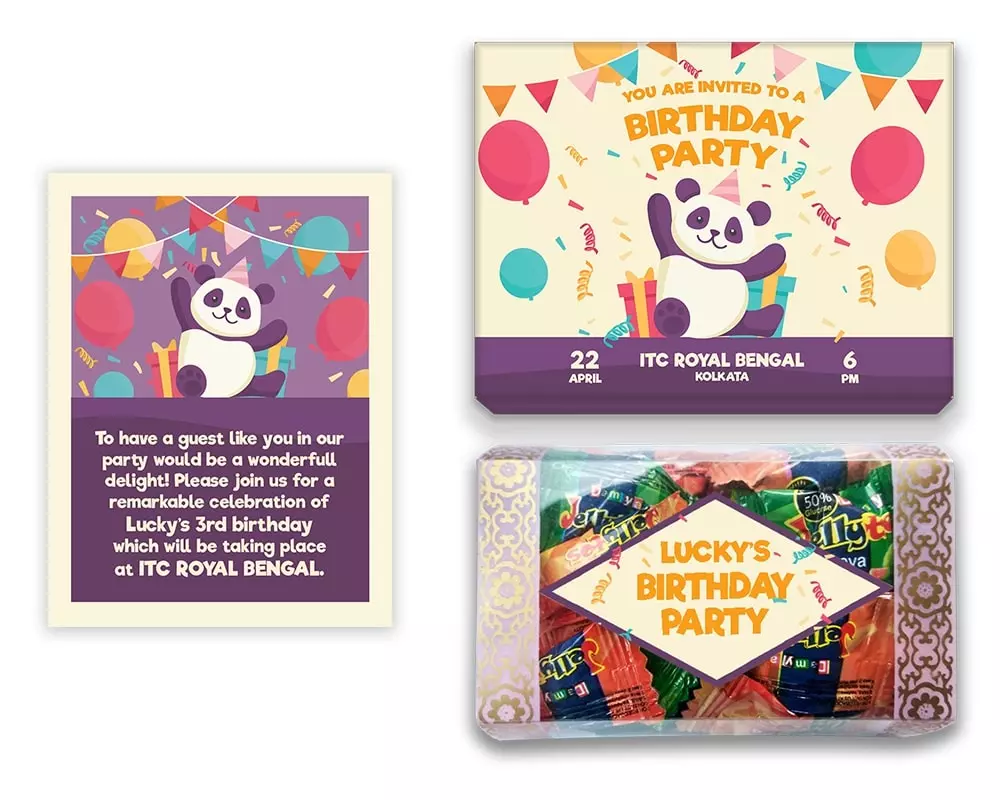 YOU ARE INVITED TO A
BIRTHDAY
PARTY
22
APRIL
ITC ROYAL BENGAL
KOLKATA
6
PM
To have a guest like you in our
party would be a wonderfull
delight! Please join us for a
remarkable celebration of
Lucky's 3rd birthday
which will be taking place
at ITC ROYAL BENGAL.
50%
Glucose
LUCKY'S
BIRTHDAY
PARTY